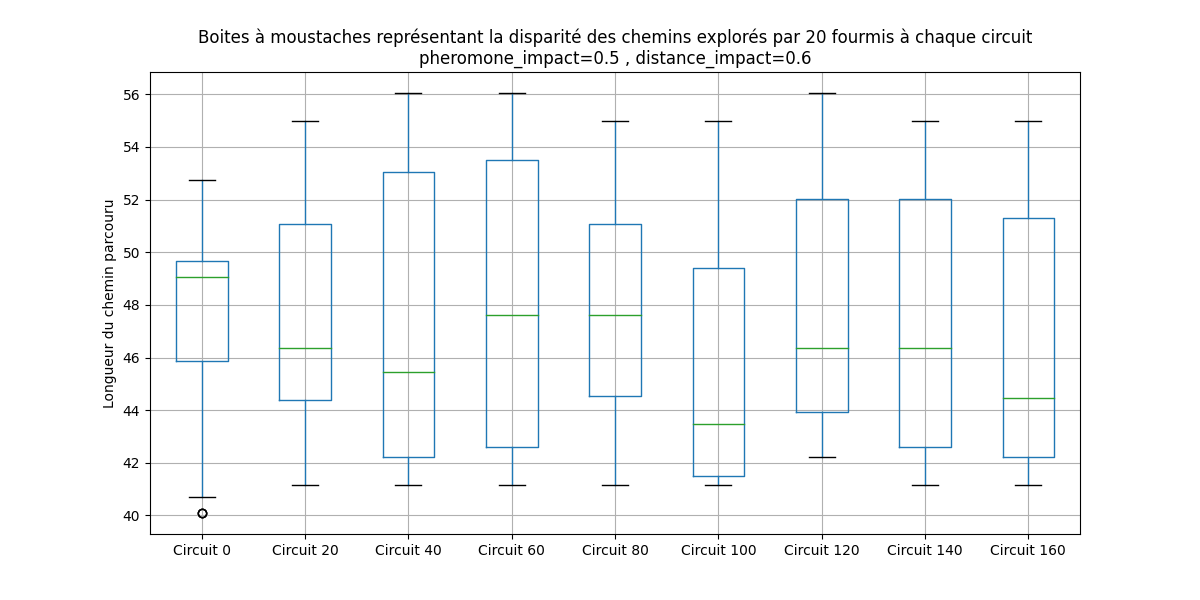 Boites à moustaches représentant la disparité des chemins explorés par 20 fourmis à chaque circuit
pheromone_impact=0.5 , distance_impact=0.6
Longueur du chemin parcouru
56
54
52
50
48
46
44
42
40
Circuit 0 Circuit 20 Circuit 40 Circuit 60 Circuit 80 Circuit 100 Circuit 120 Circuit 140 Circuit 160